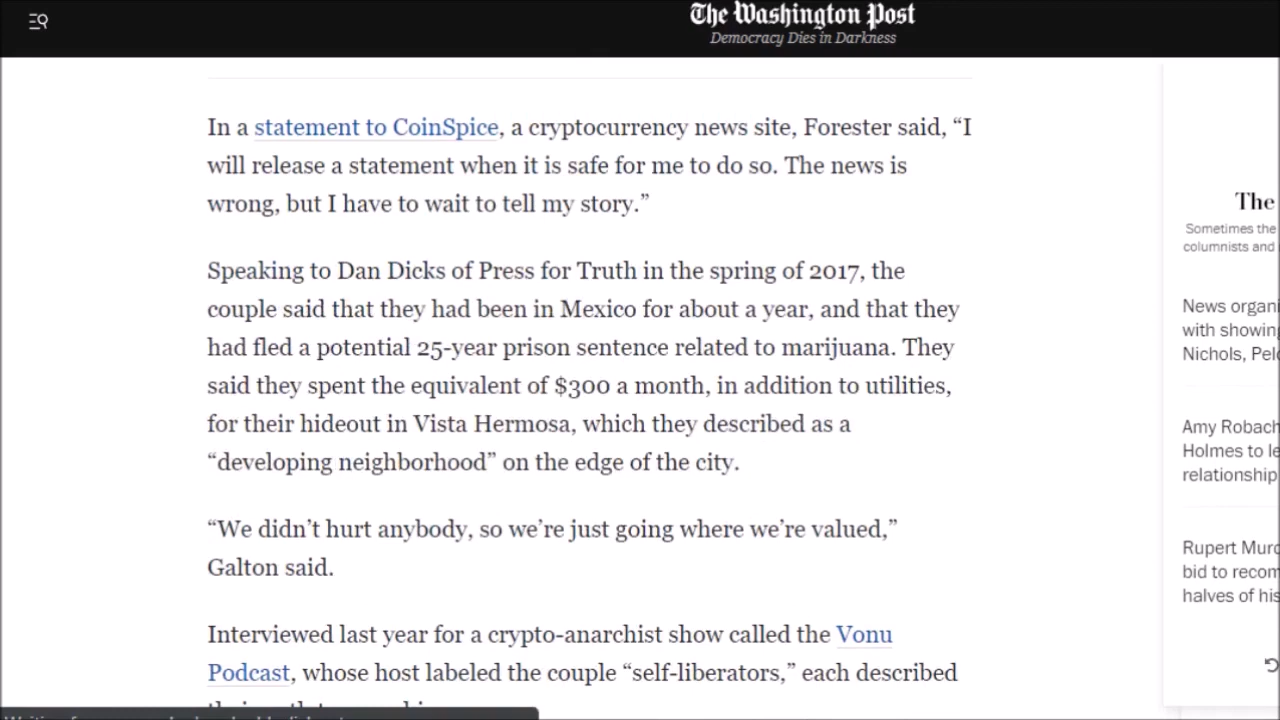 The Washington Post
Democracy Dies in Darkness
In a statement to CoinSpice, a cryptocurrency news site, Forester said, “I
will release a statement when it is safe for me to do so. The news is
wrong, but I have to wait to tell my story.”
Speaking to Dan Dicks of Press for Truth in the spring of 2017, the
couple said that they had been in Mexico for about a year, and that they
had fled a potential 25-year prison sentence related to marijuana. They
said they spent the equivalent of $300 a month, in addition to utilities,
for their hideout in Vista Hermosa, which they described as a
“developing neighborhood” on the edge of the city.
“We didn’t hurt anybody, so we’re just going where we’re valued,”
Galton said.
Interviewed last year for a crypto-anarchist show called the Vonu
Podcast, whose host labeled the couple “self-liberators,” each described
The
Sometimes the
columnists and
News organi
with showing
Nichols, Pel
Amy Robach
Holmes to le
relationship
Rupert Murd
bid to recom
halves of his